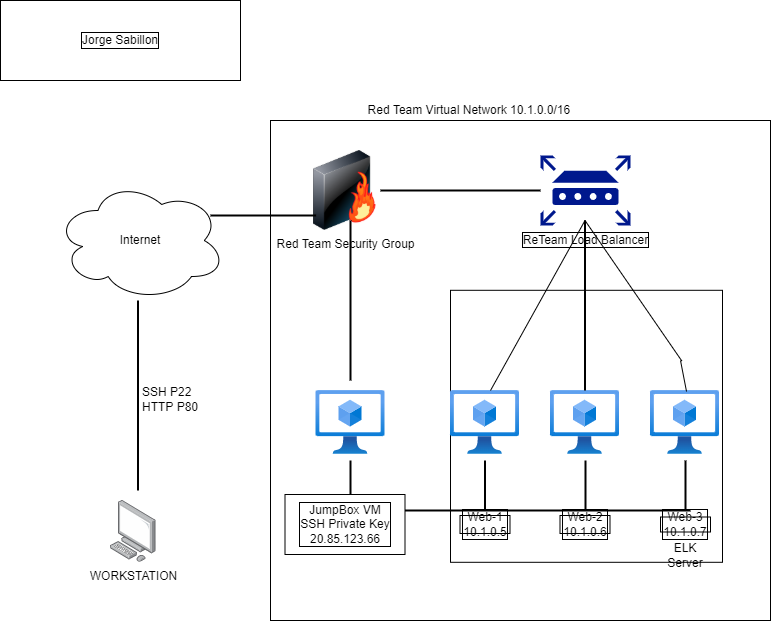 Jorge Sabillon
Red Team Virtual Network 10.1.0.0/16
Internet
Red Team Security Group
ReTeam Load Balancer
SSH P22
HTTP P80
WORKSTATION
JumpBox VM
SSH Private Key
20.85.123.66
Web-1
10.1.0.5
Web-2
10.1.0.6
Web-3
10.1.0.7
ELK
Server